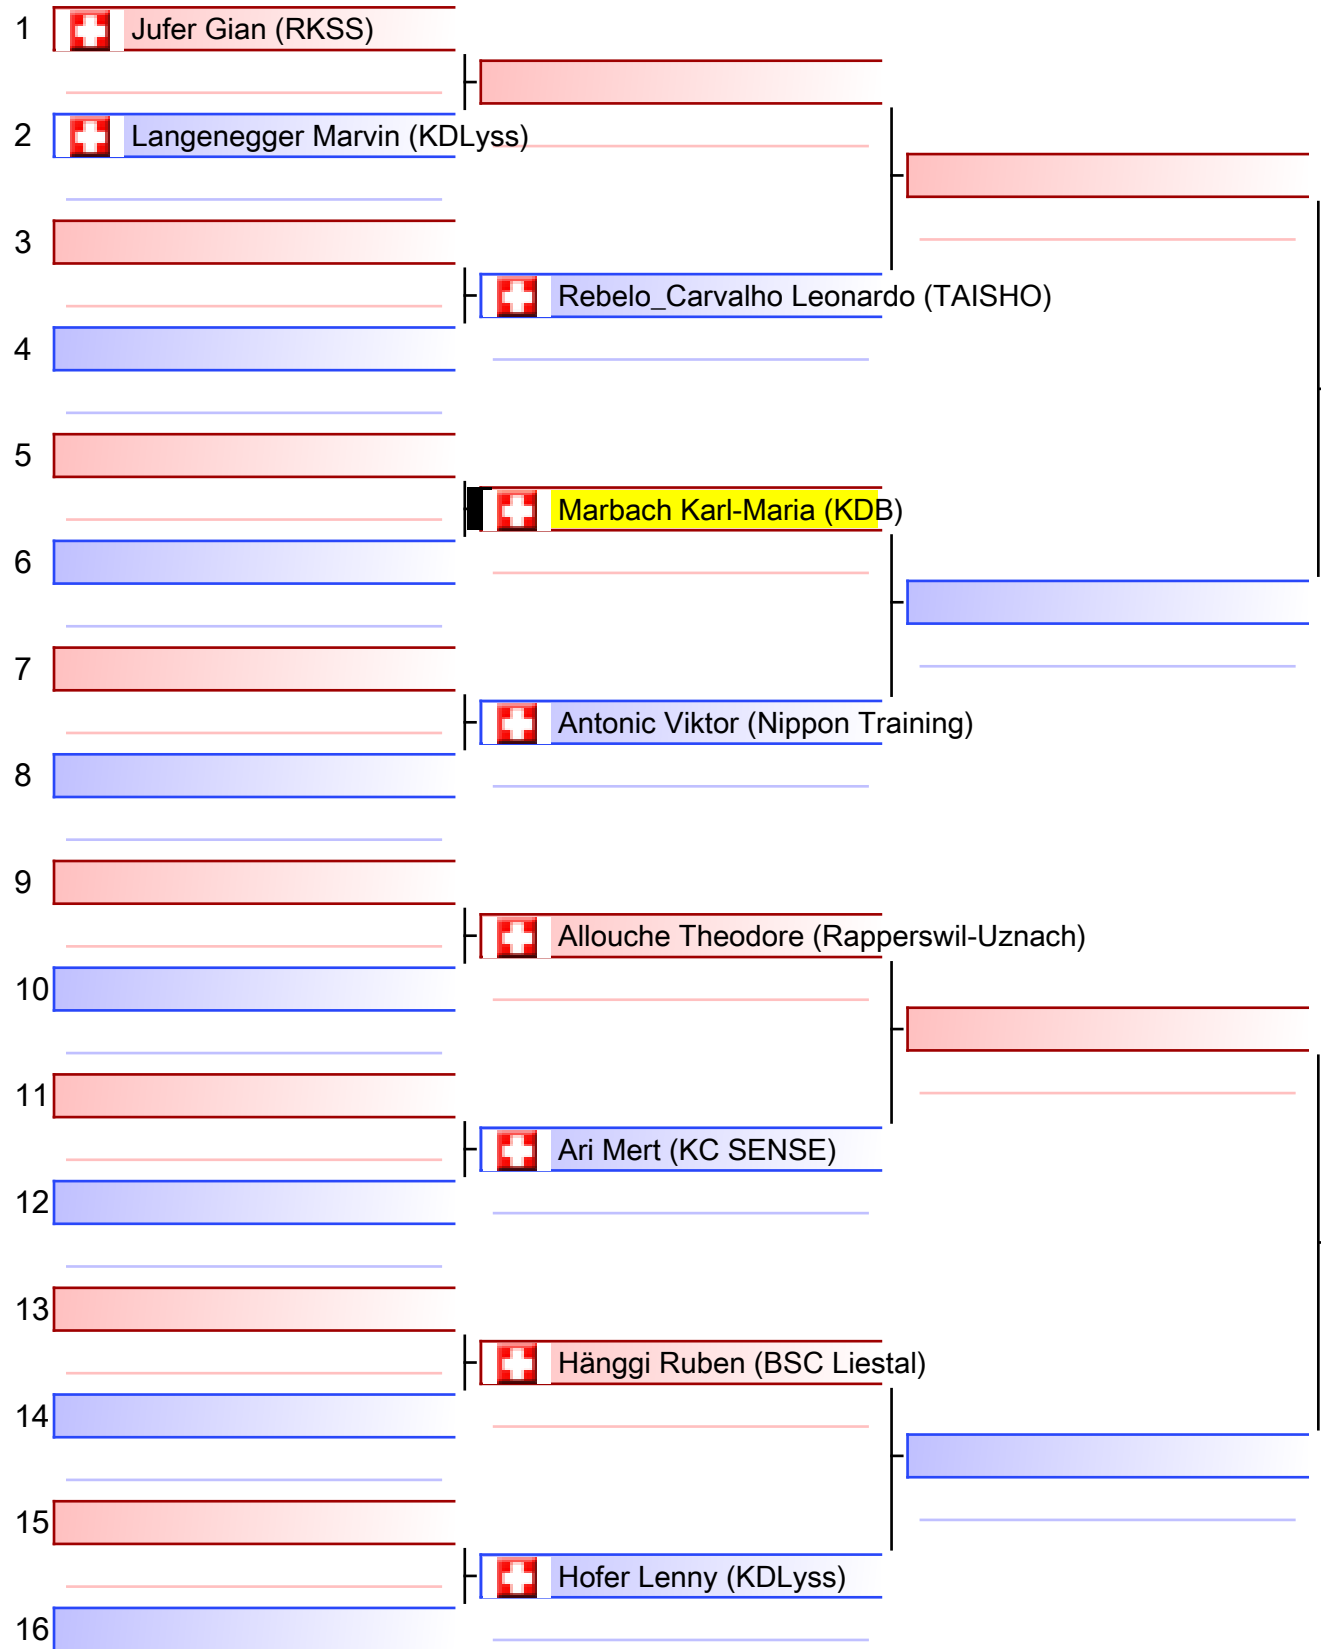 1 Jufer Gian (RKSS)
2 Langenegger Marvin (KDLyss)
3
Rebelo_Carvalho Leonardo (TAISHO)
4
5
Marbach Karl-Maria (KDB)
6
7
Antonic Viktor (Nippon Training)
8
9
Allouche Theodore (Rapperswil-Uznach)
10
11
Ari Mert (KC SENSE)
12
13
Hänggi Ruben (BSC Liestal)
14
15
Hofer Lenny (KDLyss)
16